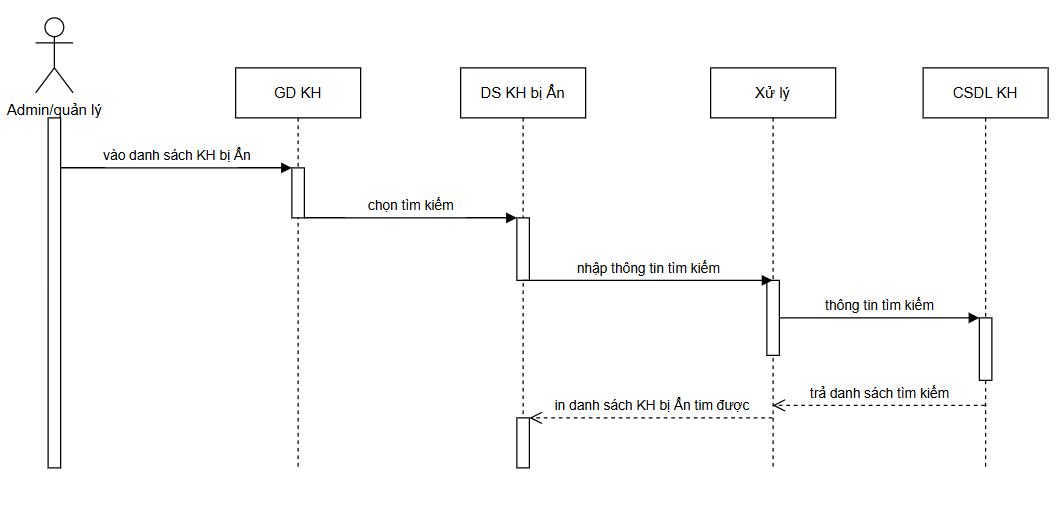 Admin/quản lý
GD KH
DS KH bị Ẩn
Xử lý
CSDL KH
vào danh sách KH bị Ẩn
chọn tìm kiếm
nhập thông tin tìm kiếm
thông tin tìm kiếm
trả danh sách tìm kiếm
in danh sách KH bị Ẩn tim được